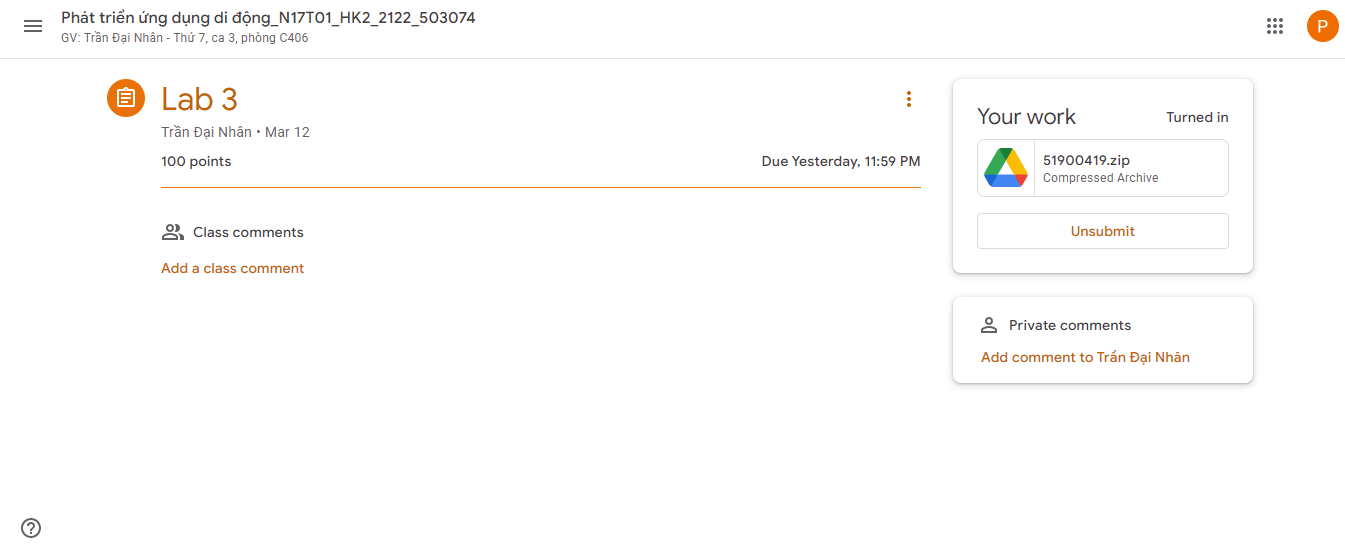 Phát triển ứng dụng di động_N17T01_HK2_2122_503074
GV: Trần Đại Nhân - Thứ 7, ca 3, phòng C406
P
Lab 3
Trần Đại Nhân • Mar 12
100 points
Due Yesterday, 11:59 PM
Class comments
Add a class comment
Your work
Turned in
51900419.zip
Compressed Archive
Unsubmit
Private comments
Add comment to Trần Đại Nhân